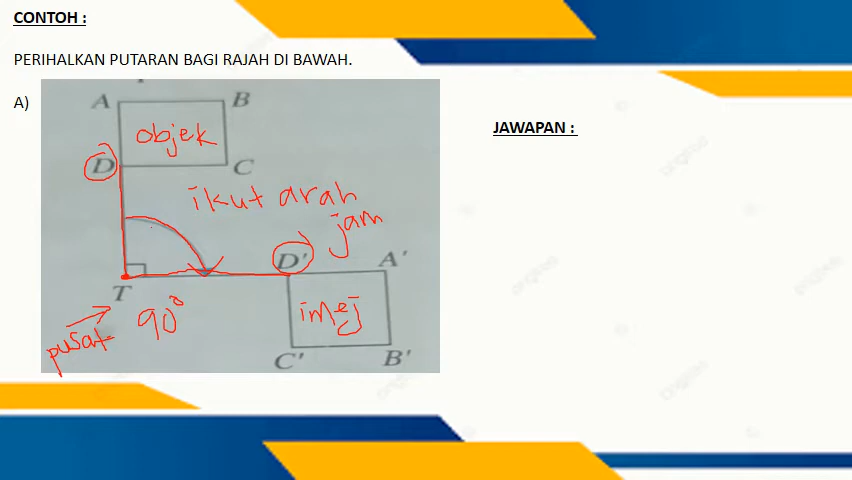 CONTOH :
PERIHALKAN PUTARAN BAGI RAJAH DI BAWAH.
A)
A B
objek
D C
ikut arah
jam
D' A'
T
90°
imej
pusat
C' B'
JAWAPAN :